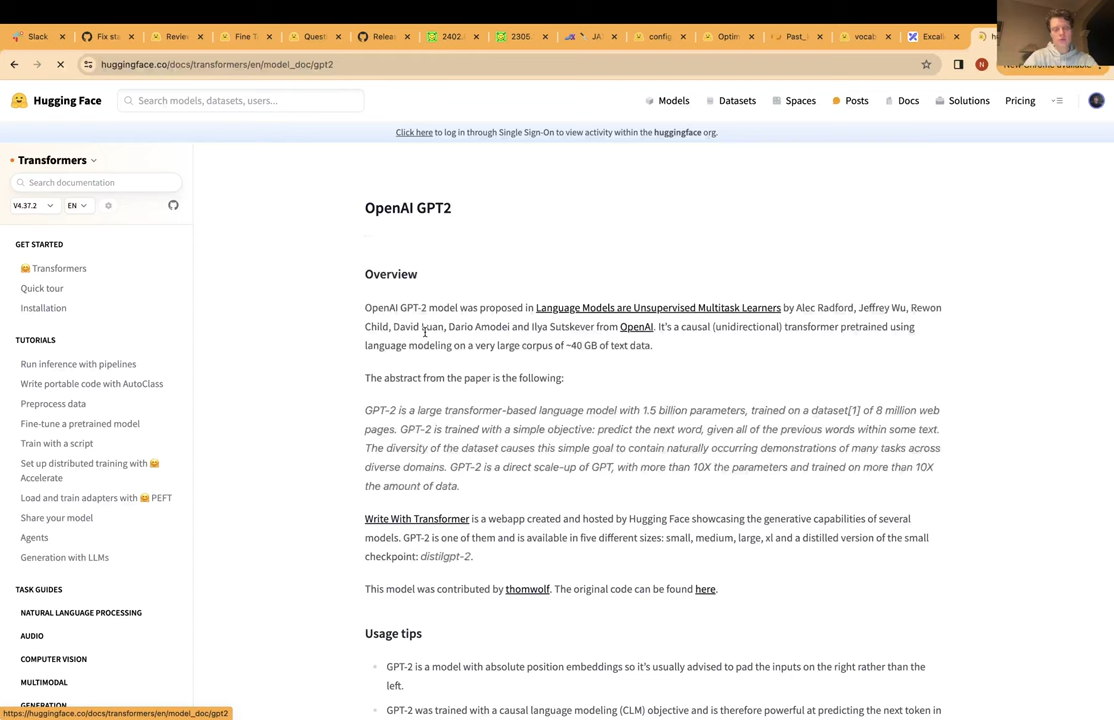 Slack
Fix sta
Review
Fine T
Questi
Releas
2402.
2305.
JA
config
Optim
Past_k
vocab
Excali
New Chrome available
huggingface.co/docs/transformers/en/model_doc/gpt2
N
Hugging Face
Search models, datasets, users...
Models
Datasets
Spaces
Posts
Docs
Solutions
Pricing
Click here to log in through Single Sign-On to view activity within the huggingface org.
Transformers
Search documentation
V4.37.2
EN
GET STARTED
🤗 Transformers
Quick tour
Installation
TUTORIALS
Run inference with pipelines
Write portable code with AutoClass
Preprocess data
Fine-tune a pretrained model
Train with a script
Set up distributed training with 🤗
Accelerate
Load and train adapters with 🤗 PEFT
Share your model
Agents
Generation with LLMs
TASK GUIDES
NATURAL LANGUAGE PROCESSING
AUDIO
COMPUTER VISION
MULTIMODAL
GENERATION
https://huggingface.co/docs/transformers/en/model_doc/gpt2
OpenAI GPT2
Overview
OpenAI GPT-2 model was proposed in Language Models are Unsupervised Multitask Learners by Alec Radford, Jeffrey Wu, Rewon
Child, David Luan, Dario Amodei and Ilya Sutskever from OpenAI. It's a causal (unidirectional) transformer pretrained using
language modeling on a very large corpus of ~40 GB of text data.
The abstract from the paper is the following:
GPT-2 is a large transformer-based language model with 1.5 billion parameters, trained on a dataset[1] of 8 million web
pages. GPT-2 is trained with a simple objective: predict the next word, given all of the previous words within some text.
The diversity of the dataset causes this simple goal to contain naturally occurring demonstrations of many tasks across
diverse domains. GPT-2 is a direct scale-up of GPT, with more than 10X the parameters and trained on more than 10X
the amount of data.
Write With Transformer is a webapp created and hosted by Hugging Face showcasing the generative capabilities of several
models. GPT-2 is one of them and is available in five different sizes: small, medium, large, xl and a distilled version of the small
checkpoint: distilgpt-2.
This model was contributed by thomwolf. The original code can be found here.
Usage tips
GPT-2 is a model with absolute position embeddings so it's usually advised to pad the inputs on the right rather than the
left.
GPT-2 was trained with a causal language modeling (CLM) objective and is therefore powerful at predicting the next token in